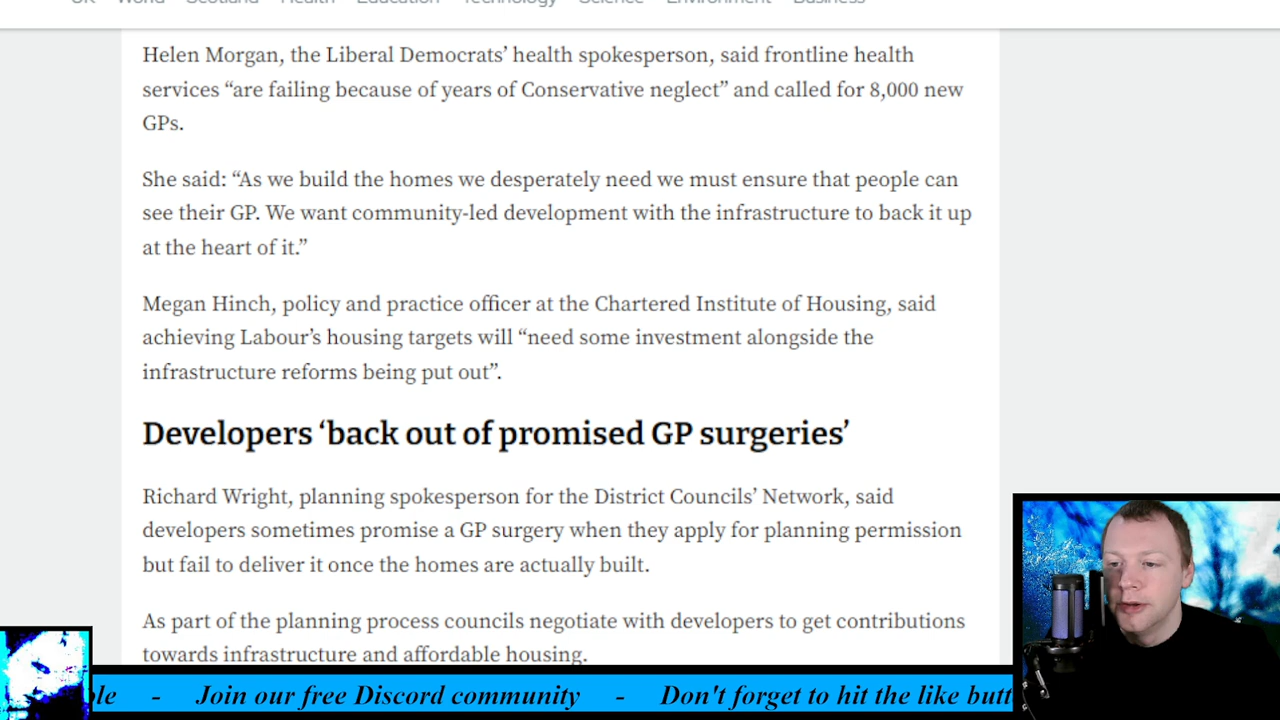 UK World Scotland Health Education Technology Science Environment Business
Helen Morgan, the Liberal Democrats’ health spokesperson, said frontline health
services “are failing because of years of Conservative neglect” and called for 8,000 new
GPs.
She said: “As we build the homes we desperately need we must ensure that people can
see their GP. We want community-led development with the infrastructure to back it up
at the heart of it.”
Megan Hinch, policy and practice officer at the Chartered Institute of Housing, said
achieving Labour’s housing targets will “need some investment alongside the
infrastructure reforms being put out”.
Developers ‘back out of promised GP surgeries’
Richard Wright, planning spokesperson for the District Councils’ Network, said
developers sometimes promise a GP surgery when they apply for planning permission
but fail to deliver it once the homes are actually built.
As part of the planning process councils negotiate with developers to get contributions
towards infrastructure and affordable housing.
- Join our free Discord community - Don't forget to hit the like butt